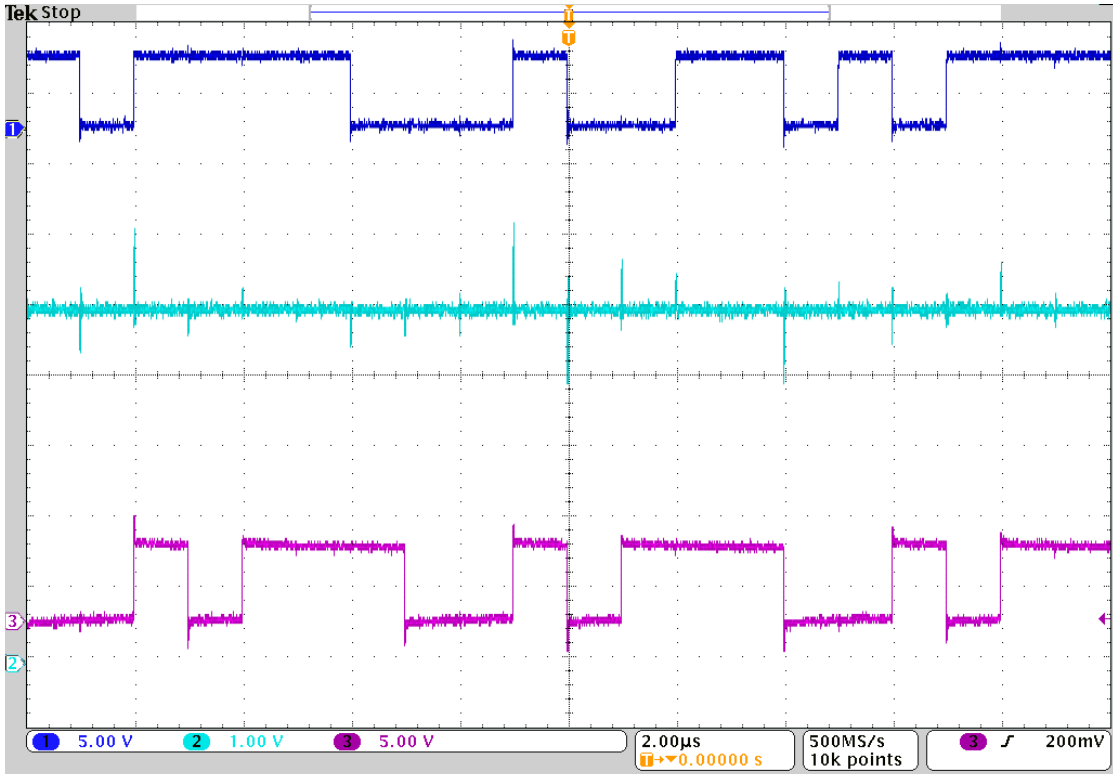 Tek Stop
T
T
1
3
2
1 5.00 V 2 1.00 V 3 5.00 V
2.00µs
T→▼0.00000 s
500MS/s
10k points
3 ƒ 200mV